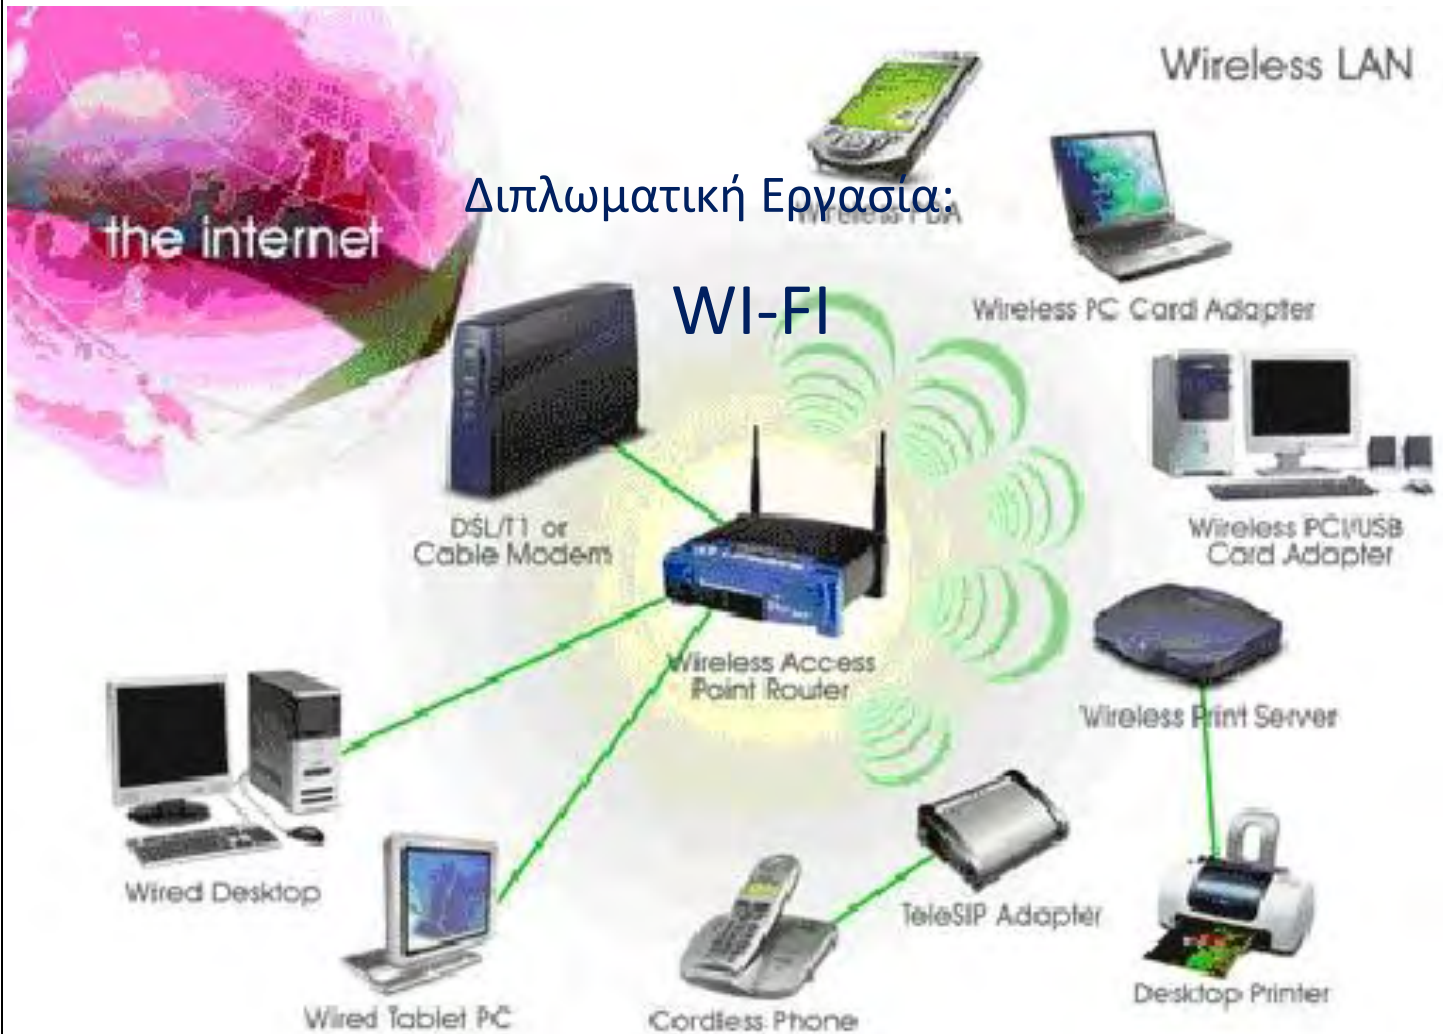 Wireless LAN
the internet
Διπλωματική Εργασία:
Wireless PDA
WI-FI
Wireless PC Card Adapter
DSL/T1 or
Cable Modem
Wireless PCI/USB
Card Adapter
Wireless Access
Point Router
Wireless Print Server
Wired Desktop
TeleSIP Adapter
Desktop Printer
Wired Tablet PC
Cordless Phone